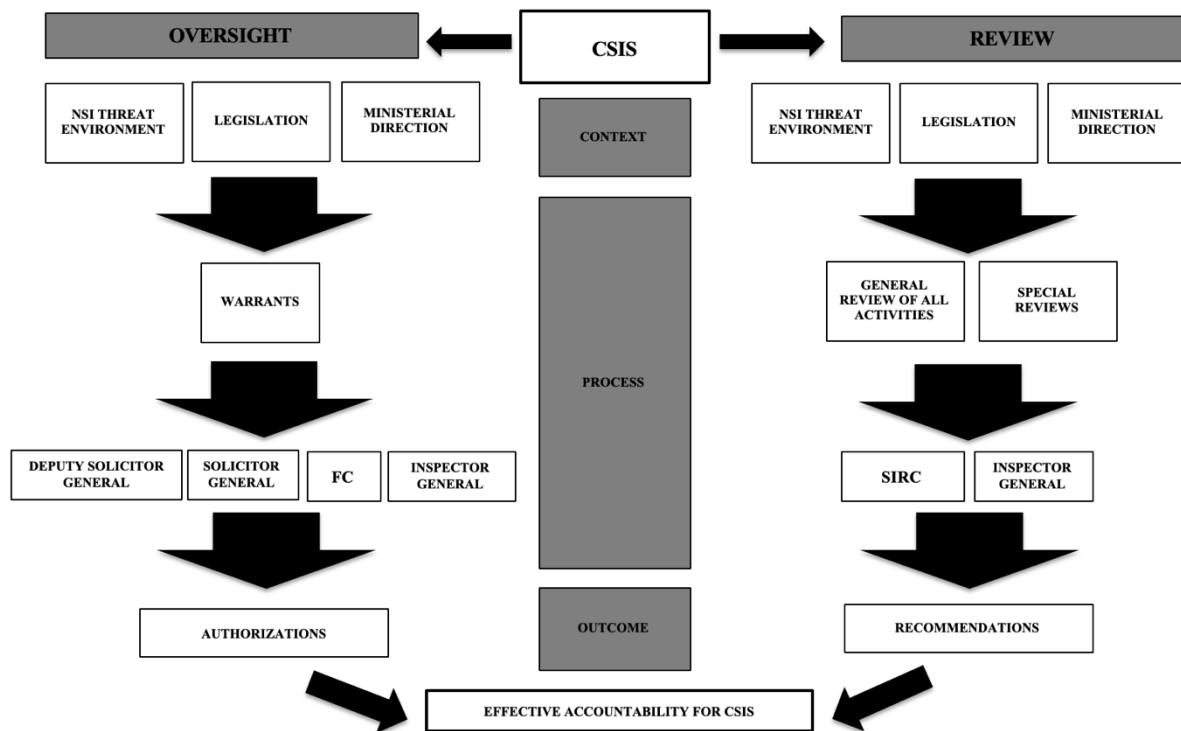 OVERSIGHT
CSIS
REVIEW
NSI THREAT
ENVIRONMENT
LEGISLATION
MINISTERIAL
DIRECTION
CONTEXT
NSI THREAT
ENVIRONMENT
LEGISLATION
MINISTERIAL
DIRECTION
WARRANTS
PROCESS
GENERAL
REVIEW OF ALL
ACTIVITIES
SPECIAL
REVIEWS
DEPUTY SOLICITOR
GENERAL
SOLICITOR
GENERAL
FC
INSPECTOR
GENERAL
SIRC
INSPECTOR
GENERAL
AUTHORIZATIONS
OUTCOME
RECOMMENDATIONS
EFFECTIVE ACCOUNTABILITY FOR CSIS